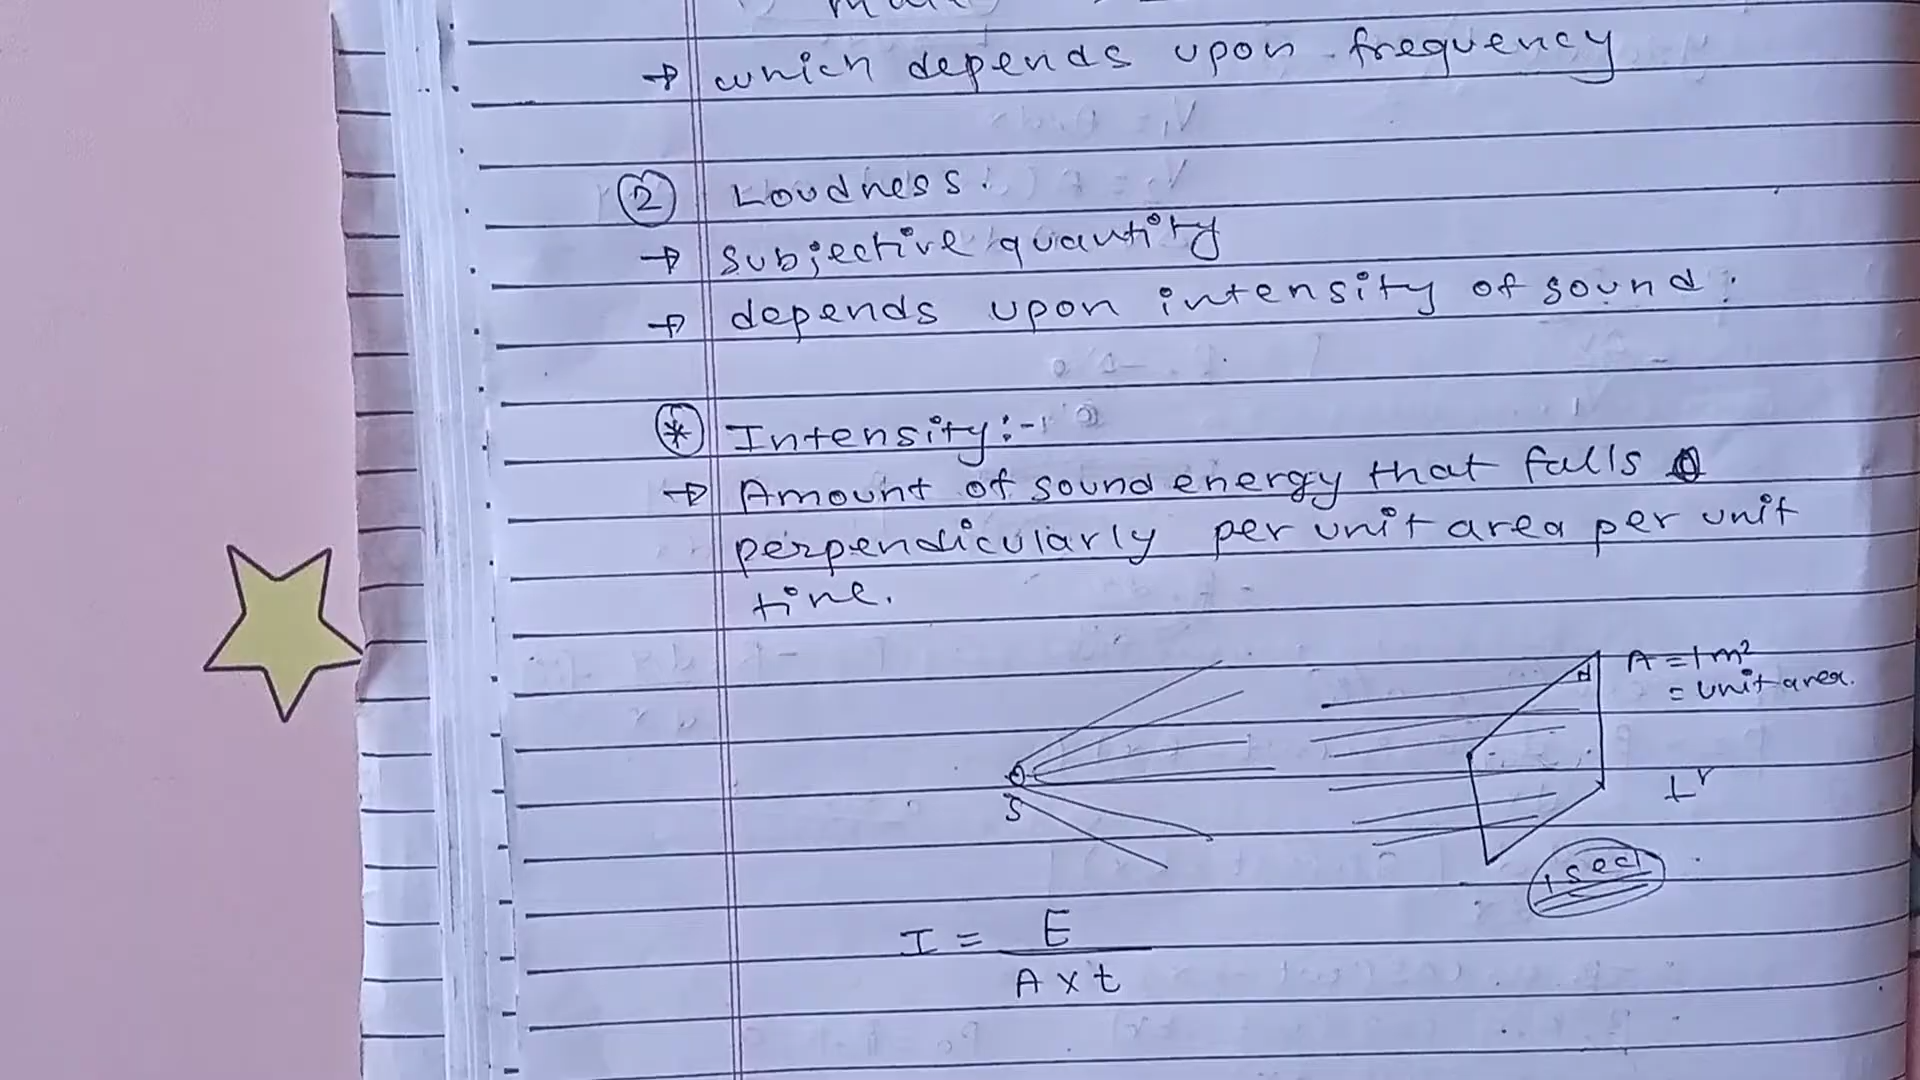 → which depends upon frequency
② Loudness.
→ Subjective quantity
→ depends upon intensity of sound.
* Intensity:-
→ Amount of sound energy that falls
perpendicularly per unit area per unit
time.
A = 1m²
= unit area.
S
⊥r
1 sec
I = E
A x t